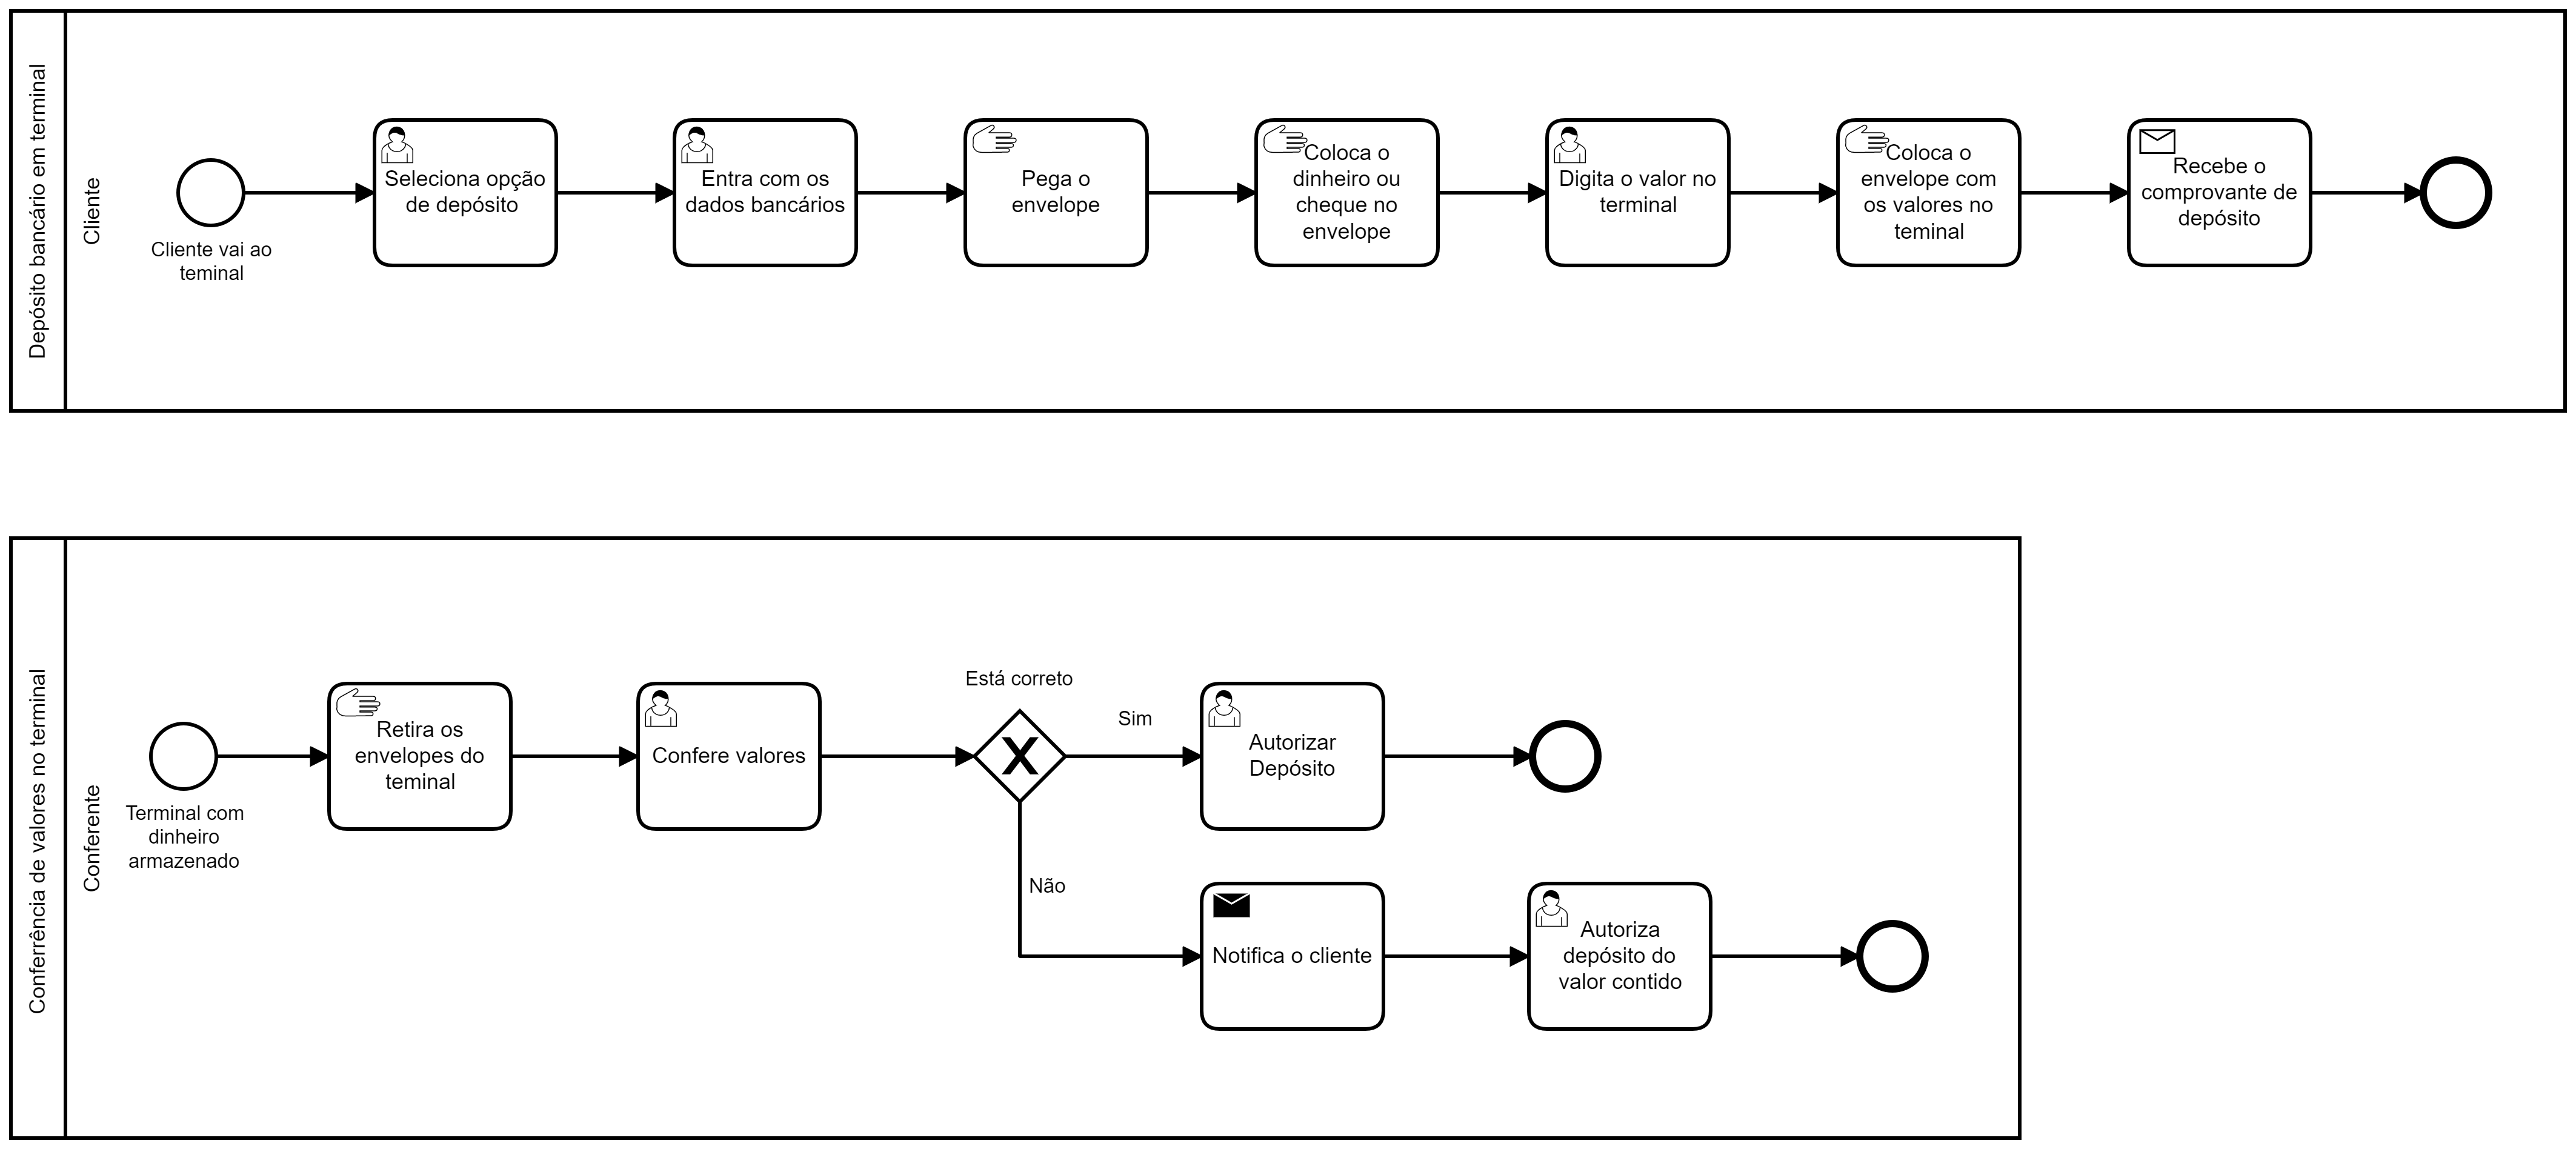 Depósito bancário em terminal
Cliente
Cliente vai ao
teminal
Seleciona opção
de depósito
Entra com os
dados bancários
Pega o
envelope
Coloca o
dinheiro ou
cheque no
envelope
Digita o valor no
terminal
Coloca o
envelope com
os valores no
teminal
Recebe o
comprovante de
depósito
Conferrência de valores no terminal
Conferente
Terminal com
dinheiro
armazenado
Retira os
envelopes do
teminal
Confere valores
Está correto
Sim
Autorizar
Depósito
Não
Notifica o cliente
Autoriza
depósito do
valor contido